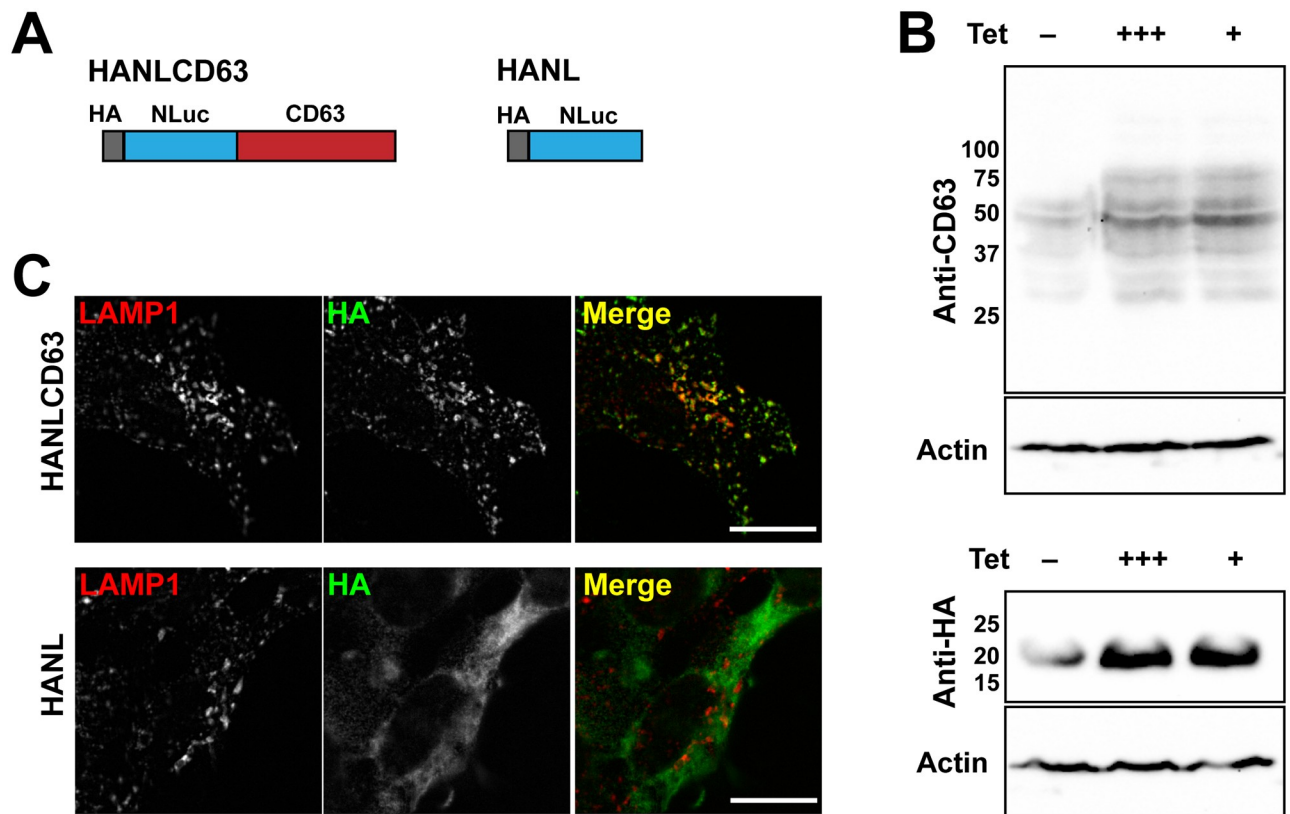 A
HANLCD63
HA NLuc CD63
HANL
HA NLuc
B
Tet – +++ +
Anti-CD63
100
75
50
37
25
Actin
Tet – +++ +
Anti-HA
25
20
15
Actin
C
HANLCD63
LAMP1 HA Merge
HANL
LAMP1 HA Merge